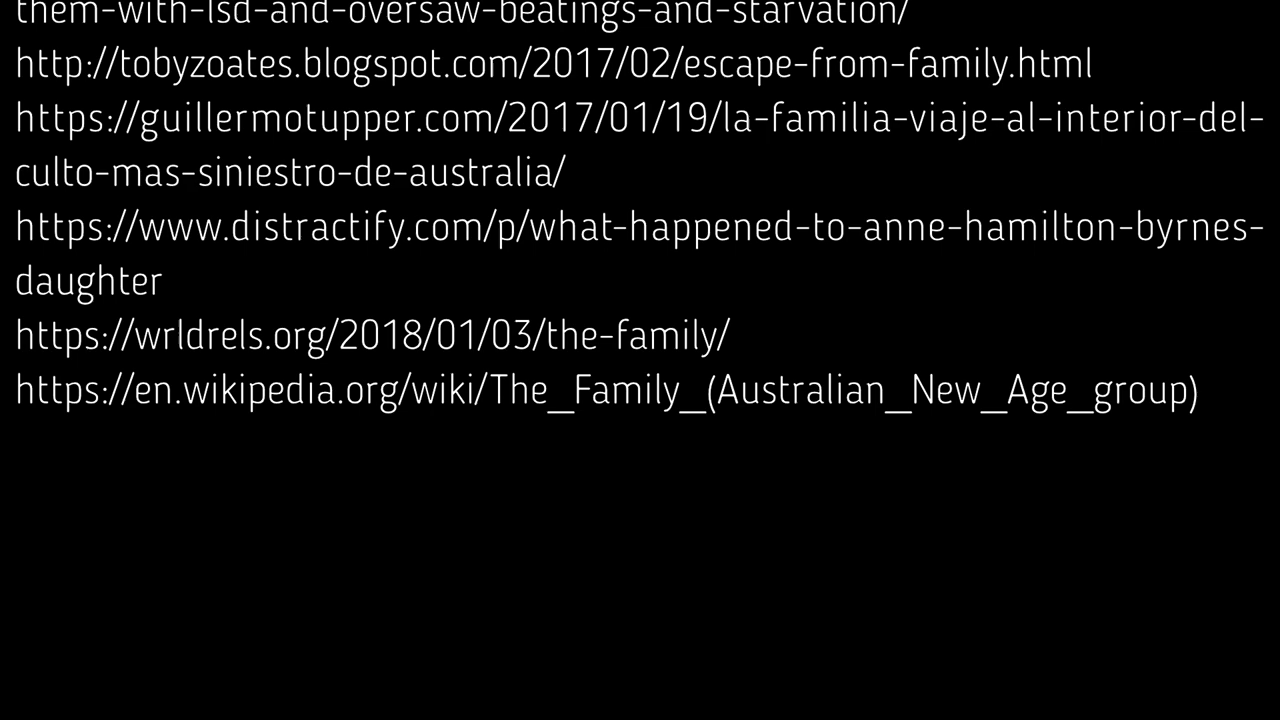 them-with-lsd-and-oversaw-beatings-and-starvation/
http://tobyzoates.blogspot.com/2017/02/escape-from-family.html
https://guillermotupper.com/2017/01/19/la-familia-viaje-al-interior-del-
culto-mas-siniestro-de-australia/
https://www.distractify.com/p/what-happened-to-anne-hamilton-byrnes-
daughter
https://wrldrels.org/2018/01/03/the-family/
https://en.wikipedia.org/wiki/The_Family_(Australian_New_Age_group)